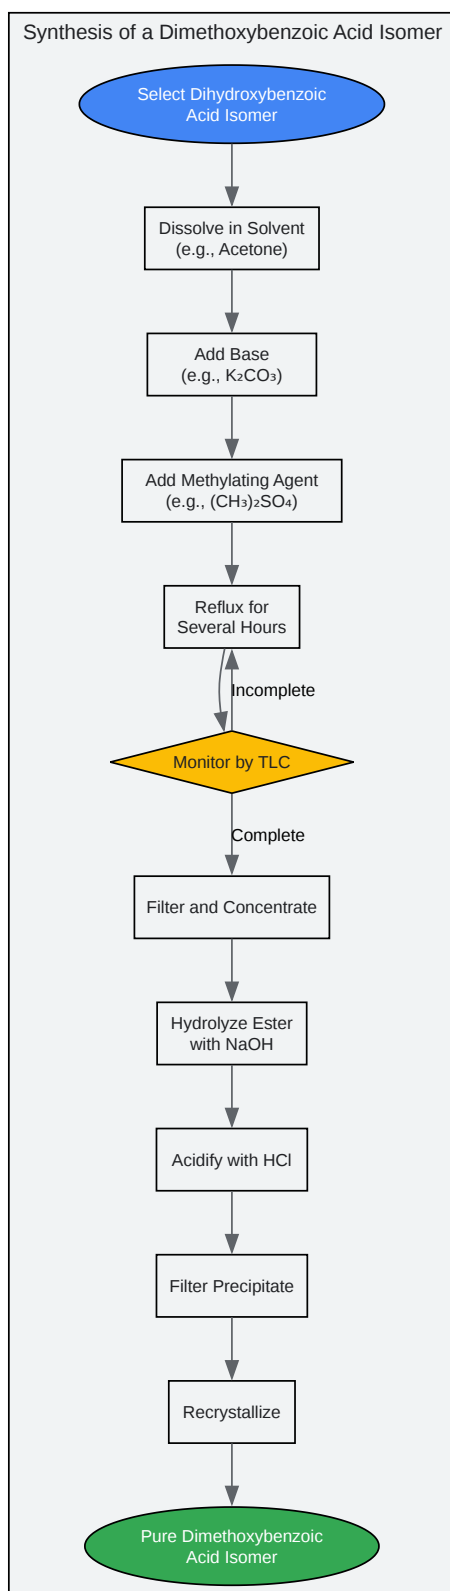 Synthesis of a Dimethoxybenzoic Acid Isomer
Select Dihydroxybenzoic
Acid Isomer
Dissolve in Solvent
(e.g., Acetone)
Add Base
(e.g., K₂CO₃)
Add Methylating Agent
(e.g., (CH₃)₂SO₄)
Reflux for
Several Hours
Incomplete
Monitor by TLC
Complete
Filter and Concentrate
Hydrolyze Ester
with NaOH
Acidify with HCl
Filter Precipitate
Recrystallize
Pure Dimethoxybenzoic
Acid Isomer